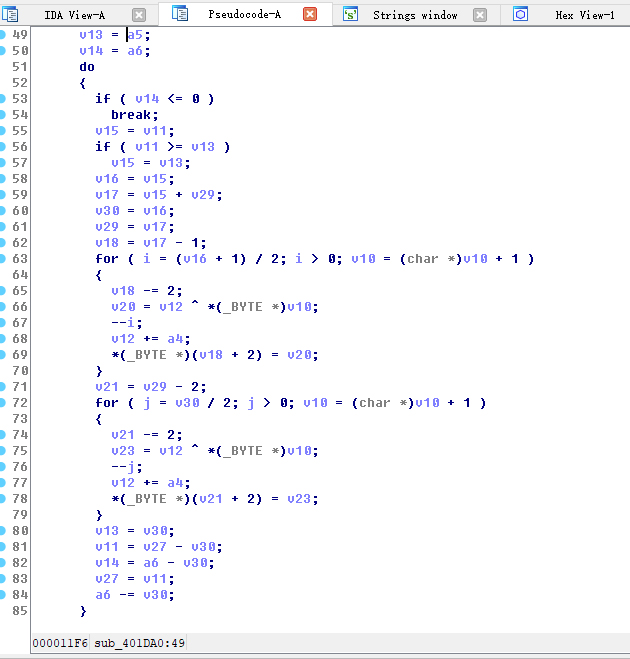 IDA View-A Pseudocode-A Strings window Hex View-1
49 v13 = a5;
50 v14 = a6;
51 do
52 {
53 if ( v14 <= 0 )
54 break;
55 v15 = v11;
56 if ( v11 >= v13 )
57 v15 = v13;
58 v16 = v15;
59 v17 = v15 + v29;
60 v30 = v16;
61 v29 = v17;
62 v18 = v17 - 1;
63 for ( i = (v16 + 1) / 2; i > 0; v10 = (char *)v10 + 1 )
64 {
65 v18 -= 2;
66 v20 = v12 ^ *(_BYTE *)v10;
67 --i;
68 v12 += a4;
69 *(_BYTE *)(v18 + 2) = v20;
70 }
71 v21 = v29 - 2;
72 for ( j = v30 / 2; j > 0; v10 = (char *)v10 + 1 )
73 {
74 v21 -= 2;
75 v23 = v12 ^ *(_BYTE *)v10;
76 --j;
77 v12 += a4;
78 *(_BYTE *)(v21 + 2) = v23;
79 }
80 v13 = v30;
81 v11 = v27 - v30;
82 v14 = a6 - v30;
83 v27 = v11;
84 a6 -= v30;
85 }
000011F6 sub_401DA0:49